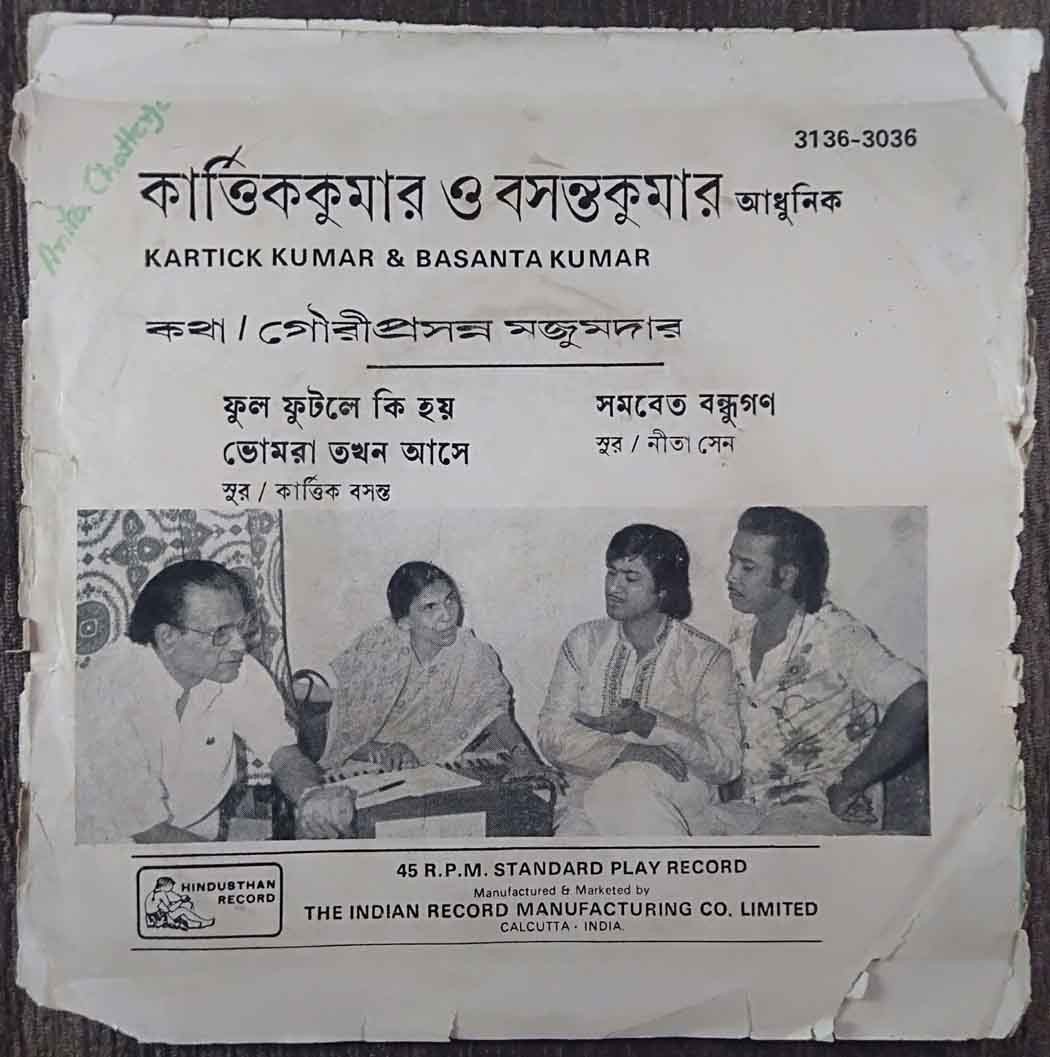 Anita Chatterje
3136-3036
কার্ত্তিককুমার ও বসন্তকুমার আধুনিক
KARTICK KUMAR & BASANTA KUMAR
কথা / গৌরীপ্রসন্ন মজুমদার
ফুল ফুটলে কি হয়
ভোমরা তখন আসে
সুর / কার্ত্তিক বসন্ত
সমবেত বন্ধুগণ
সুর / নীতা সেন
HINDUSTHAN
RECORD
45 R.P.M. STANDARD PLAY RECORD
Manufactured & Marketed by
THE INDIAN RECORD MANUFACTURING CO. LIMITED
CALCUTTA · INDIA.